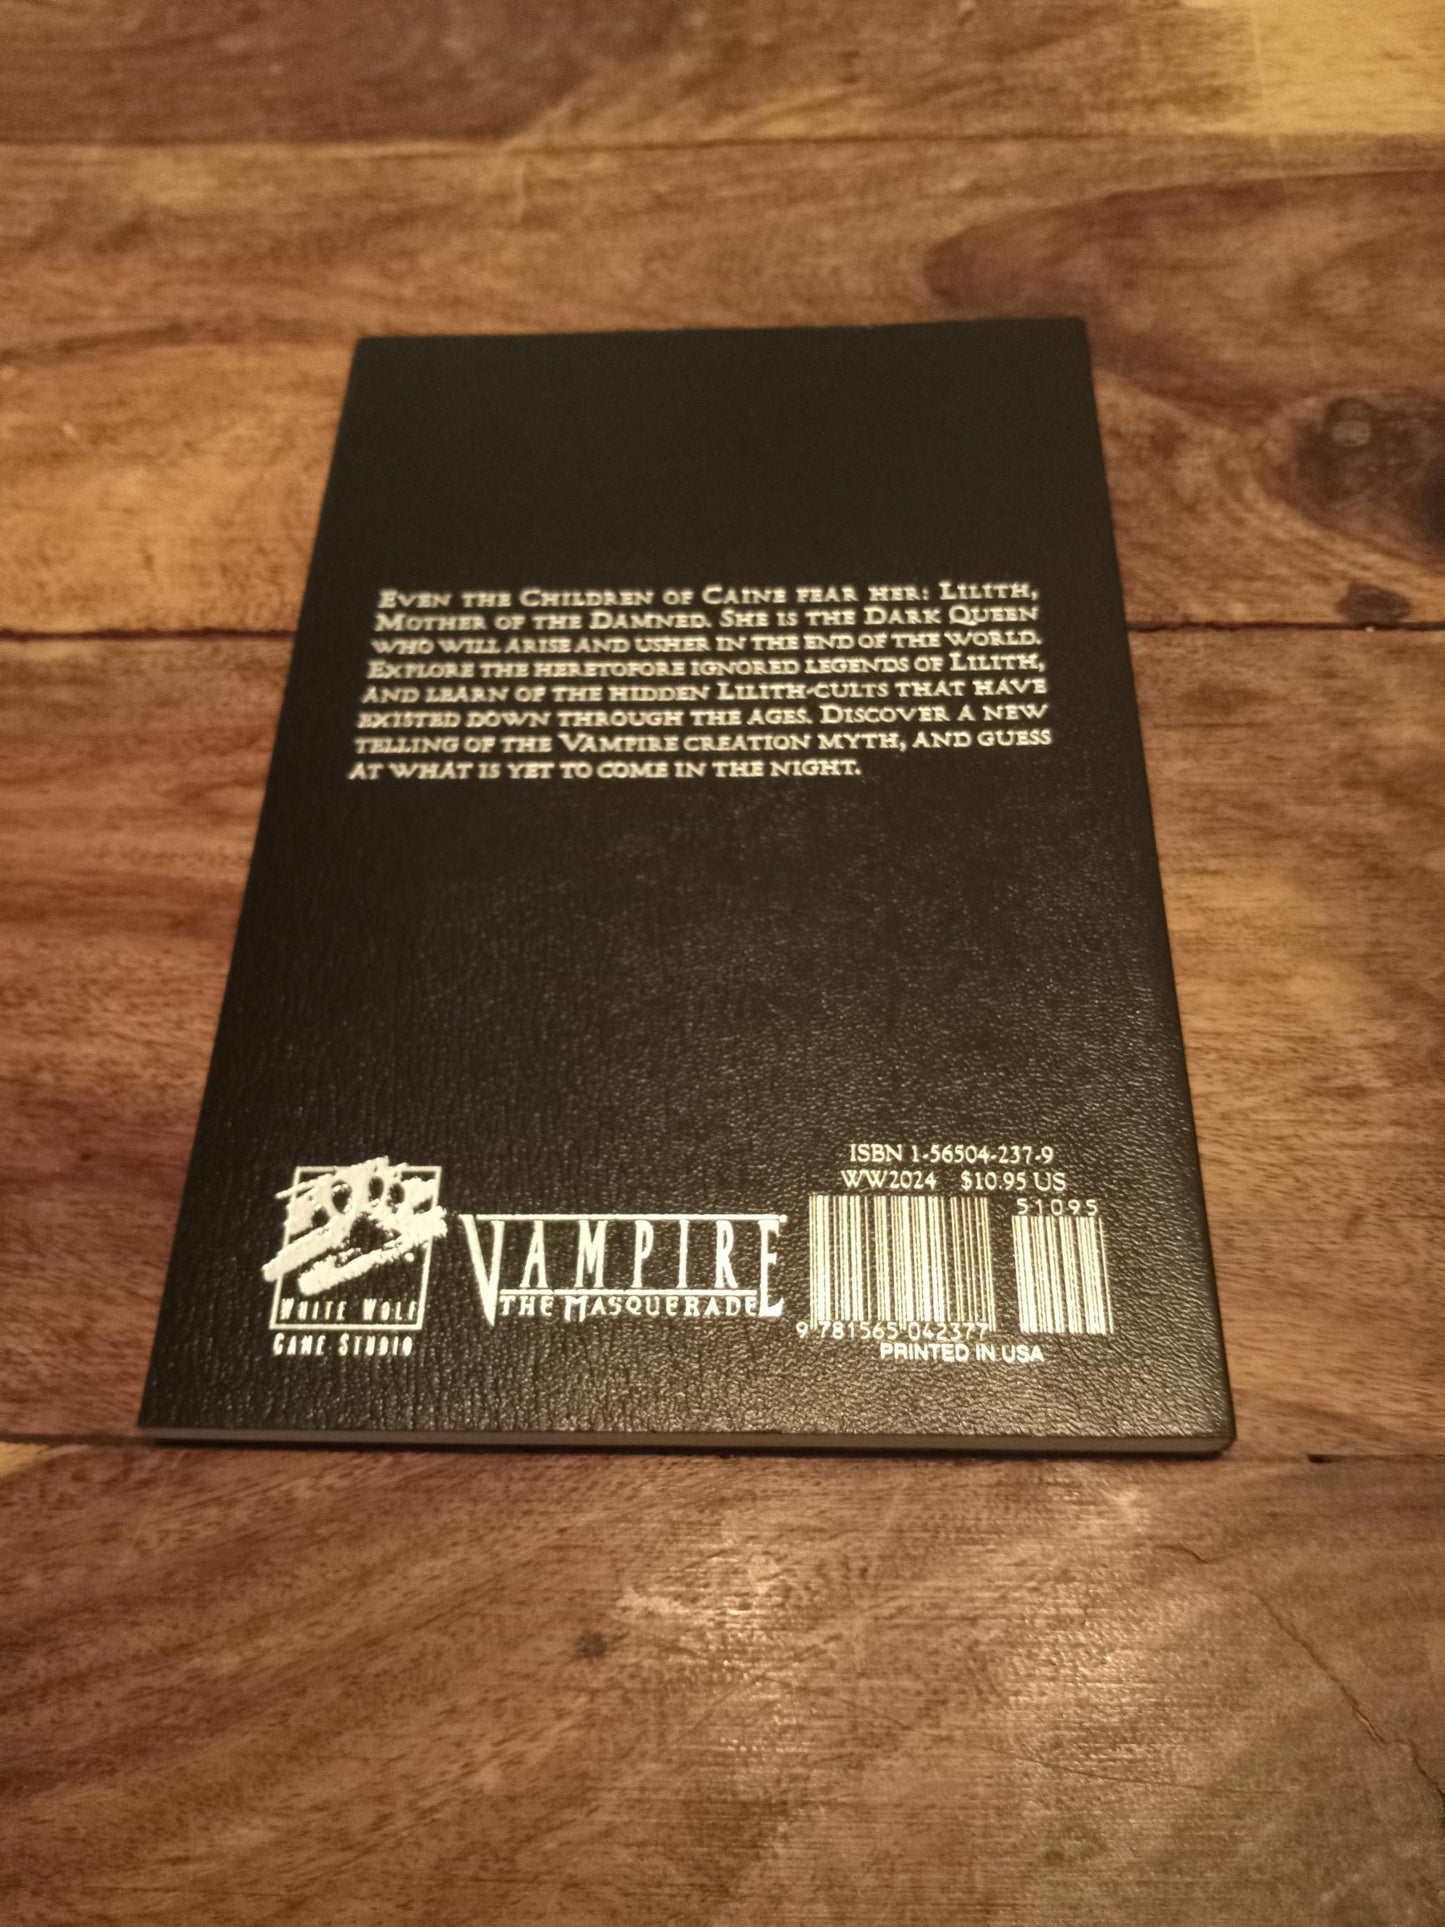 EVEN THE CHILDREN OF CAINE FEAR HER: LILITH,
MOTHER OF THE DAMNED. SHE IS THE DARK QUEEN
WHO WILL ARISE AND USHER IN THE END OF THE WORLD.
EXPLORE THE HERETOFORE IGNORED LEGENDS OF LILITH,
AND LEARN OF THE HIDDEN LILITH-CULTS THAT HAVE
EXISTED DOWN THROUGH THE AGES. DISCOVER A NEW
TELLING OF THE VAMPIRE CREATION MYTH, AND GUESS
AT WHAT IS YET TO COME IN THE NIGHT.
WHITE WOLF
GAME STUDIO
VAMPIRE
THE MASQUERADE
ISBN 1-56504-237-9
WW2024 $10.95 US
51095
9 781565 042377
PRINTED IN USA